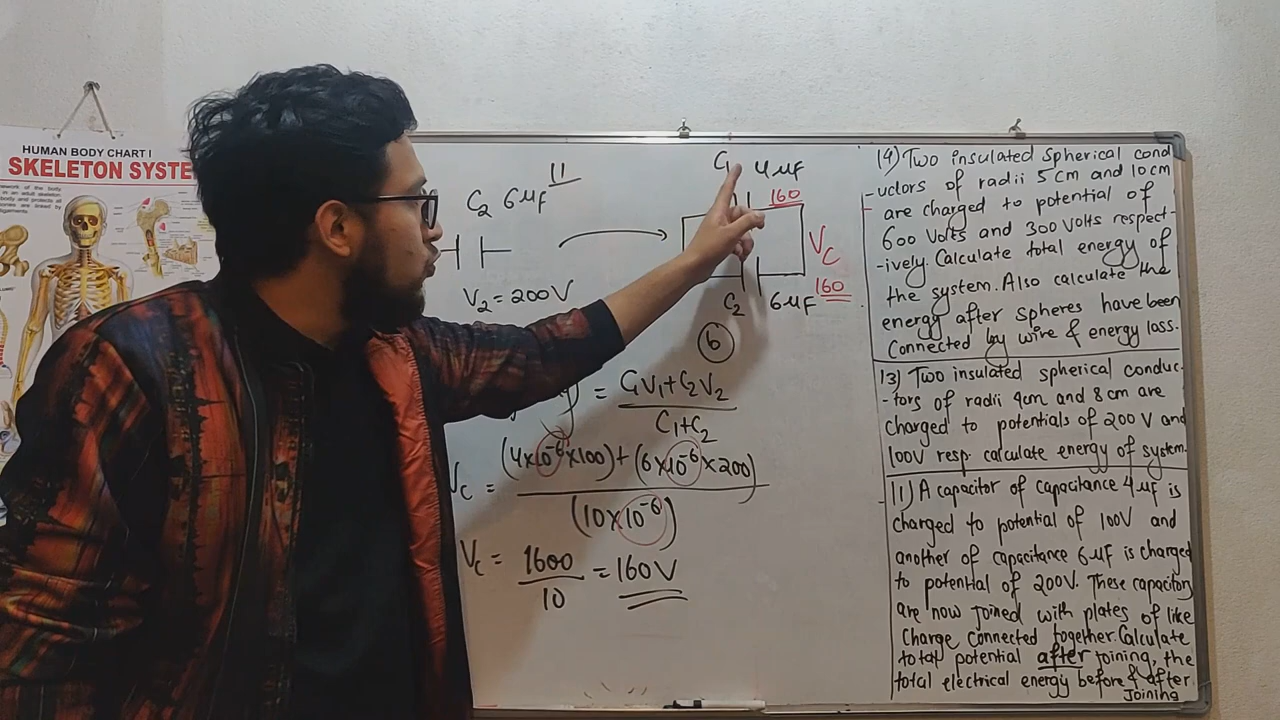 HUMAN BODY CHART I
SKELETON SYSTE
11
C2 6μF
V2 = 200V
C1 4μF
160
VC
160
C2 6μF
6
= C1V1+C2V2
C1+C2
VC = (4×10^-6×100)+(6×10^-6×200)
(10×10^-6)
VC = 1600
10
= 160V
14) Two insulated spherical cond
-uctors of radii 5cm and 10cm
are charged to potential of
600 Volts and 300 Volts respect-
-ively. Calculate total energy of
the system. Also calculate the
energy after spheres have been
connected by wire & energy loss.
13) Two insulated spherical conduc-
-tors of radii 4cm and 8cm are
charged to potentials of 200 V and
100V resp. calculate energy of system.
11) A capacitor of capacitance 4μF is
charged to potential of 100V and
another of capacitance 6μF is charged
to potential of 200V. These capacitors
are now joined with plates of like
charge connected together. Calculate
total potential after joining, the
total electrical energy before & after
Joining